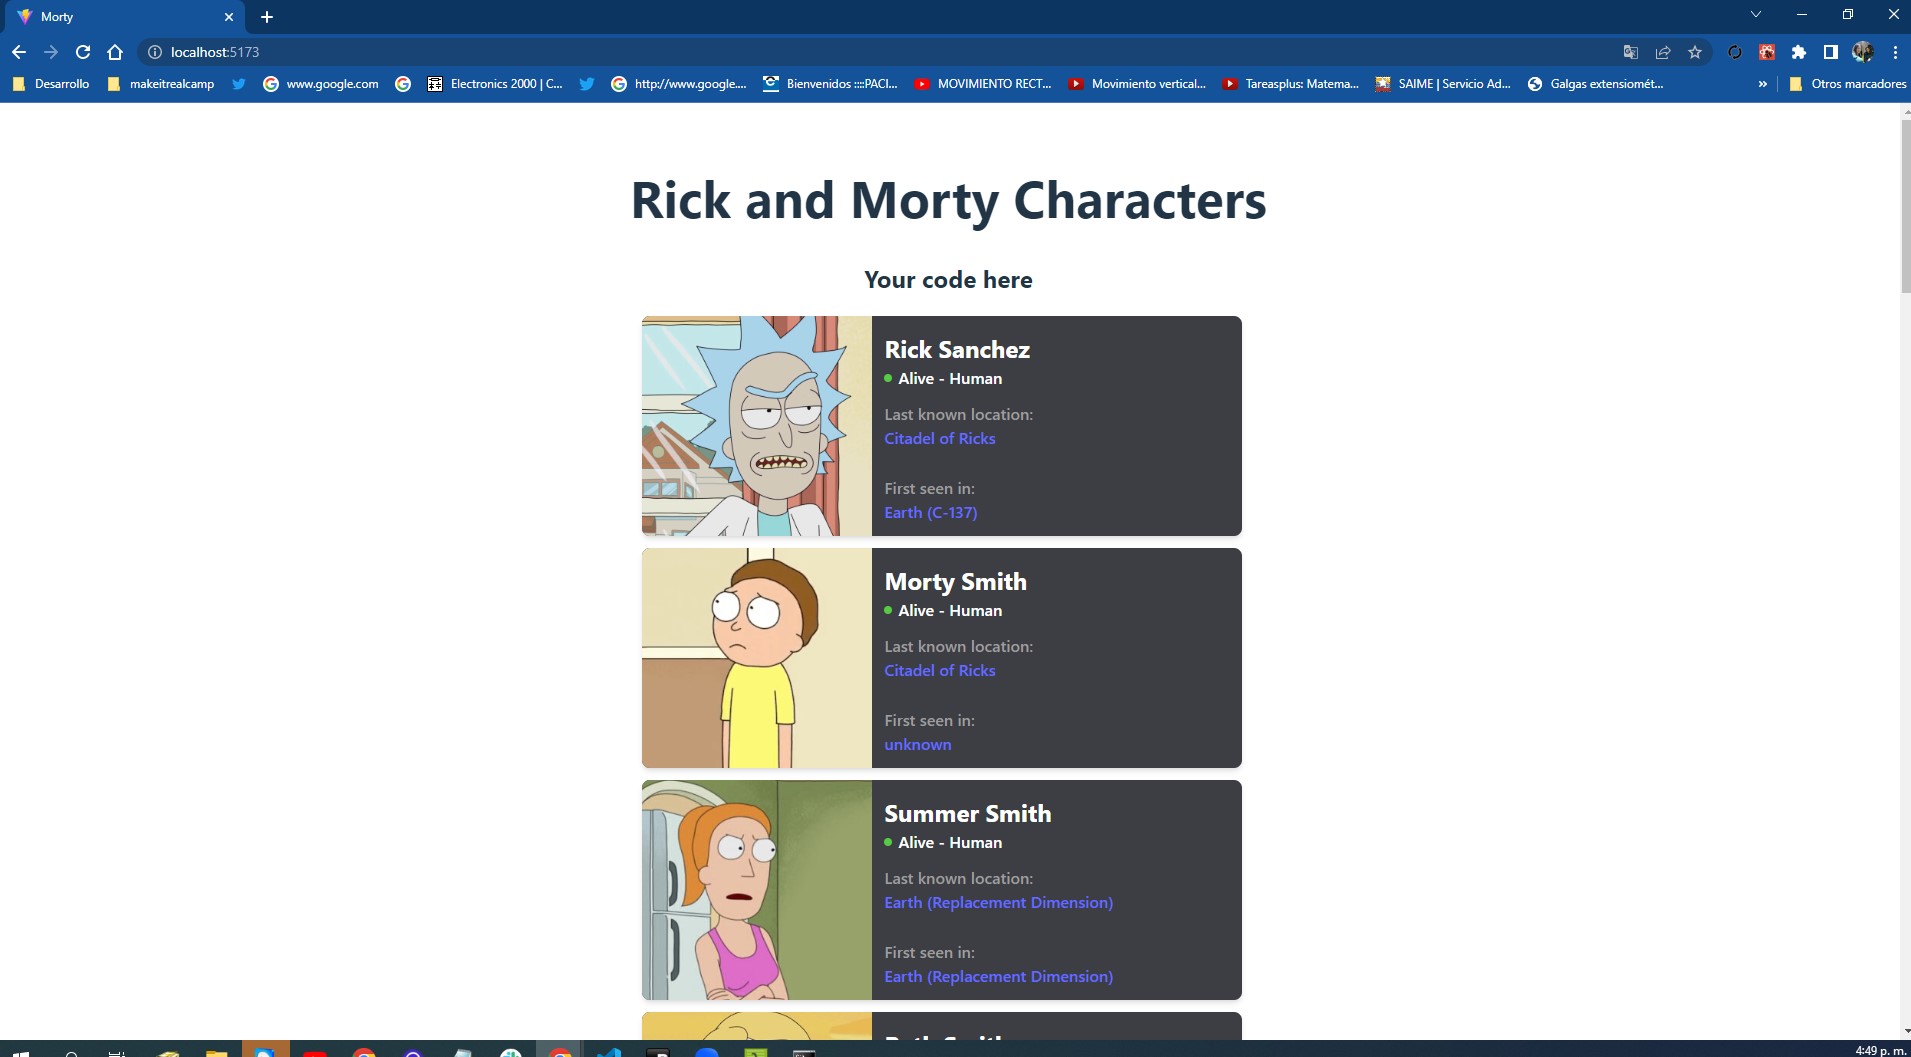 Morty
localhost:5173
Desarrollo
makeitrealcamp
www.google.com
Electronics 2000 | C...
http://www.google....
Bienvenidos ::::PACI...
MOVIMIENTO RECT...
Movimiento vertical...
Tareasplus: Matema...
SAIME | Servicio Ad...
Galgas extensiomét...
»
Otros marcadores
Rick and Morty Characters
Your code here
Rick Sanchez
Alive - Human
Last known location:
Citadel of Ricks
First seen in:
Earth (C-137)
Morty Smith
Alive - Human
Last known location:
Citadel of Ricks
First seen in:
unknown
Summer Smith
Alive - Human
Last known location:
Earth (Replacement Dimension)
First seen in:
Earth (Replacement Dimension)
Beth Smith
4:49 p. m.